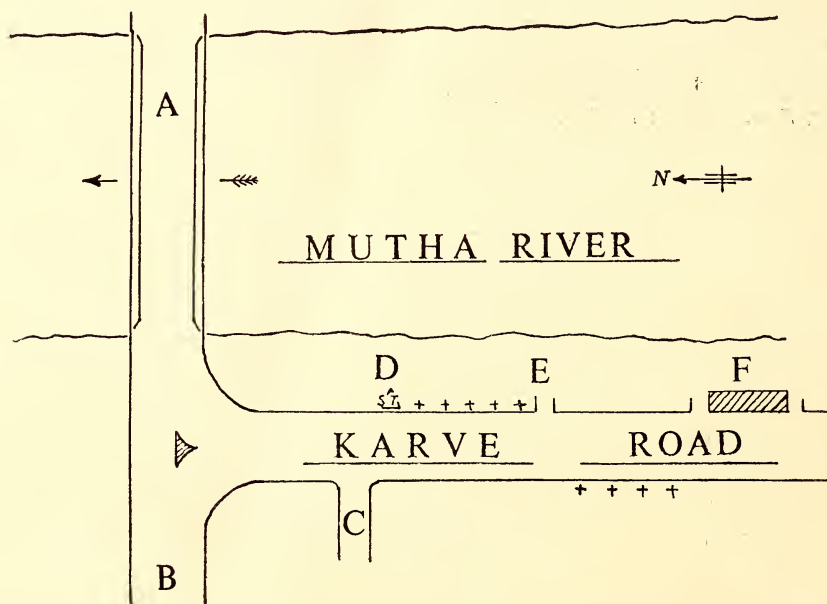 A
N
MUTHA RIVER
D E F
S.T.
KARVE ROAD
C
B